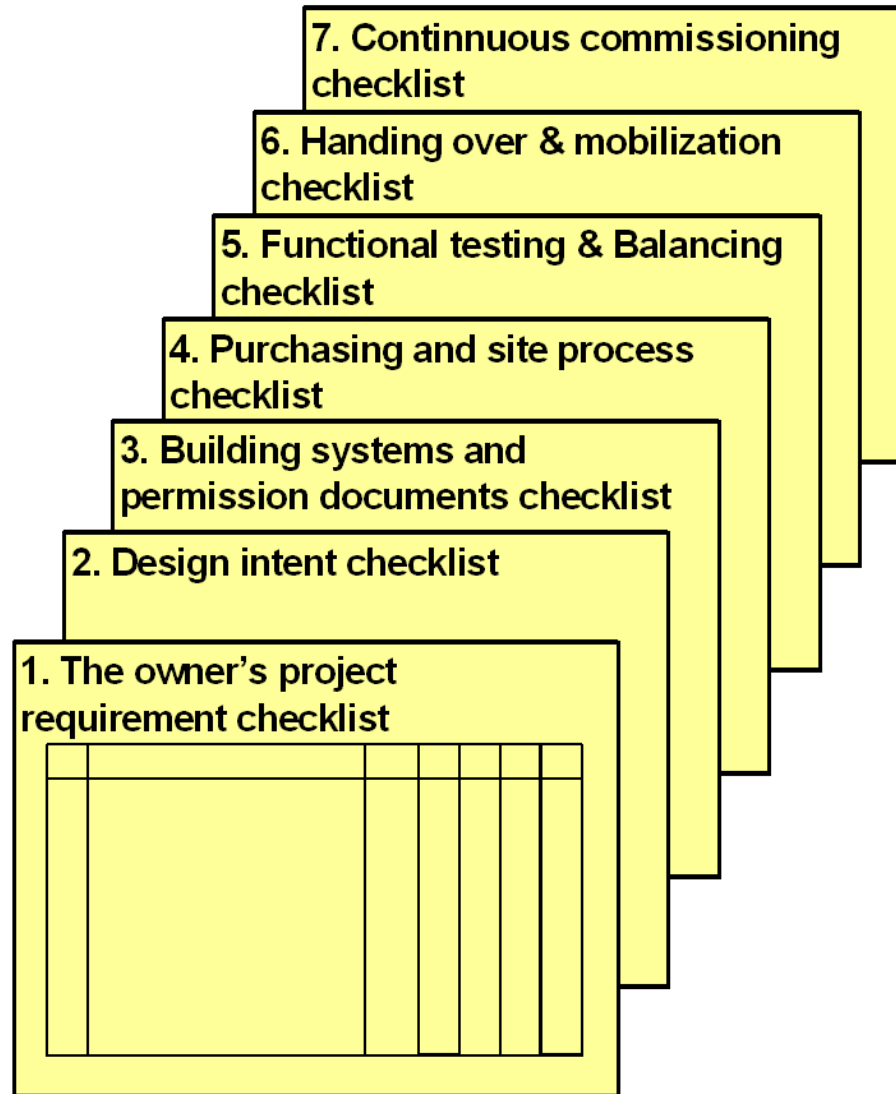 7. Continnuous commissioning
checklist
6. Handing over & mobilization
checklist
5. Functional testing & Balancing
checklist
4. Purchasing and site process
checklist
3. Building systems and
permission documents checklist
2. Design intent checklist
1. The owner’s project
requirement checklist